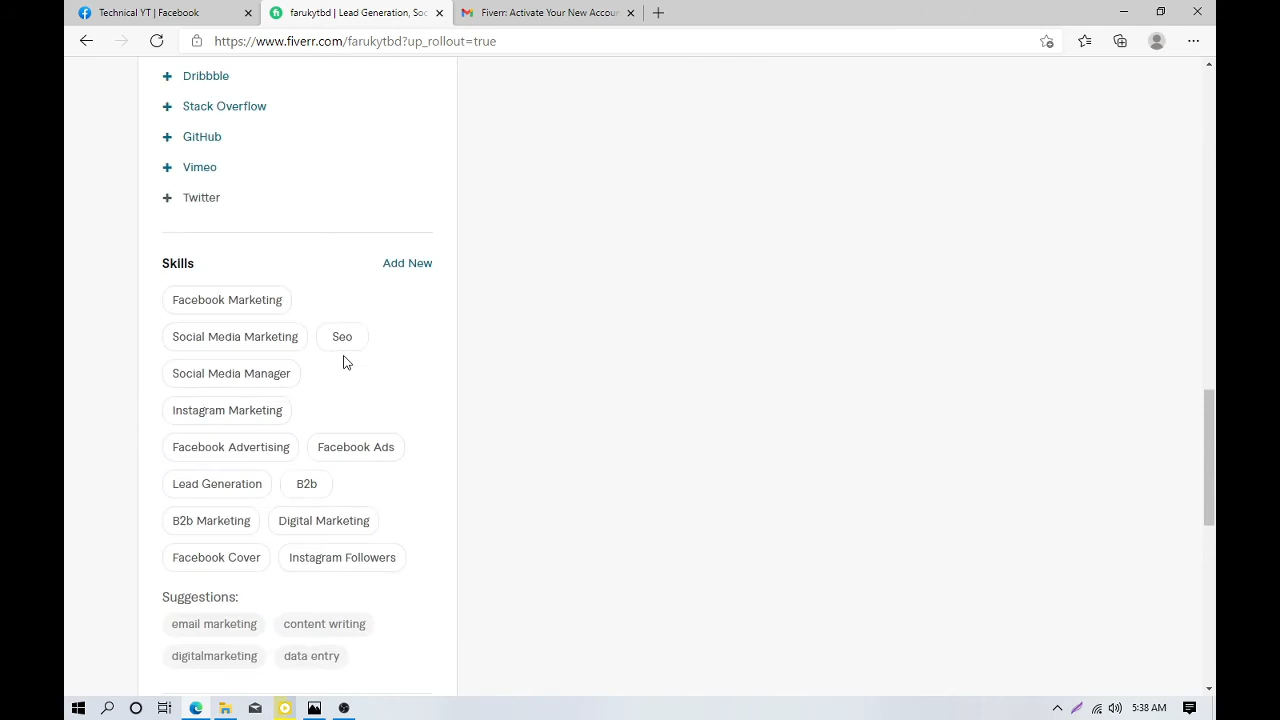 Technical YT | Facebook
farukytbd | Lead Generation, Soc
Fiverr: Activate Your New Accoun
https://www.fiverr.com/farukytbd?up_rollout=true
Dribbble
Stack Overflow
GitHub
Vimeo
Twitter
Skills Add New
Facebook Marketing
Social Media Marketing Seo
Social Media Manager
Instagram Marketing
Facebook Advertising Facebook Ads
Lead Generation B2b
B2b Marketing Digital Marketing
Facebook Cover Instagram Followers
Suggestions:
email marketing content writing
digitalmarketing data entry
5:38 AM